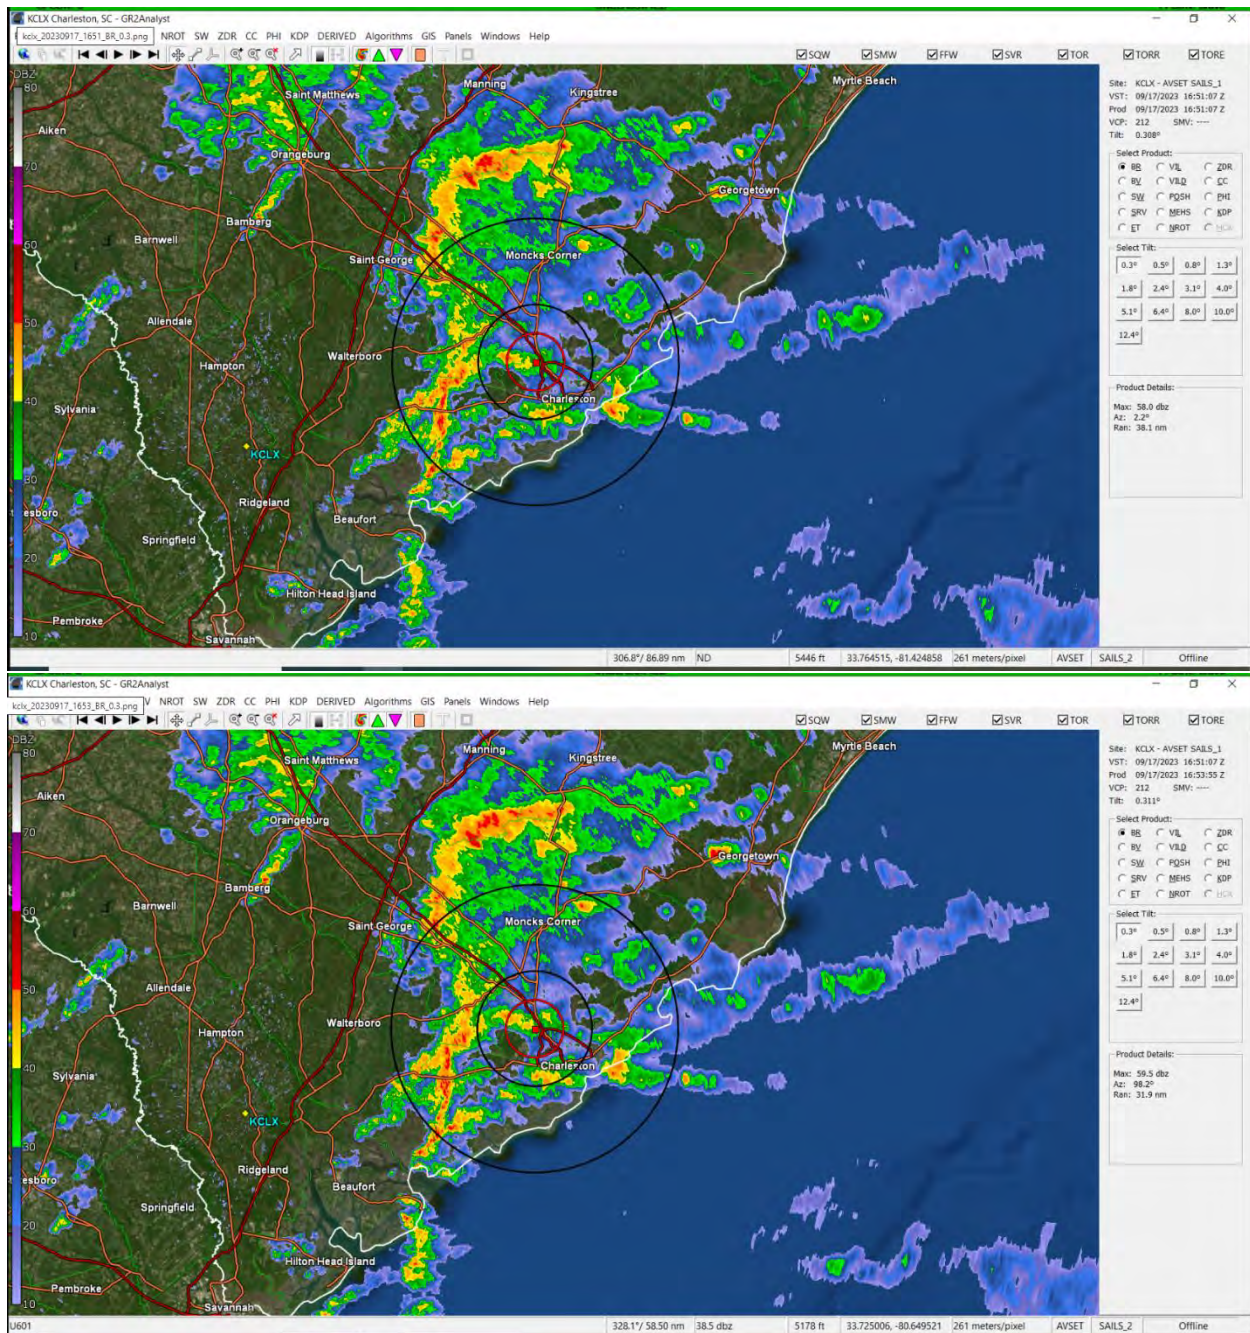 KCLX Charleston, SC - GR2Analyst
kclx_20230917_1651_BR_0.3.png NROT SW ZDR CC PHI KDP DERIVED Algorithms GIS Panels Windows Help
SQW SMW FFW SVR TOR TORR TORE
DBZ
80
70
60
50
40
30
20
10
Myrtle Beach
Manning
Kingstree
Saint Matthews
Aiken
Orangeburg
Georgetown
Bamberg
Barnwell
Moncks Corner
Saint George
Allendale
Walterboro
Hampton
Charleston
Sylvania
KCLX
Ridgeland
Beaufort
esboro
Springfield
Hilton Head Island
Pembroke
Savannah
Site: KCLX - AVSET SAILS_1
VST: 09/17/2023 16:51:07 Z
Prod 09/17/2023 16:51:07 Z
VCP: 212 SMV: ----
Tilt: 0.308°
Select Product:
BR VIL ZDR
BV VILD CC
SW POSH PHI
SRV MEHS KDP
ET NROT HCA
Select Tilt:
0.3° 0.5° 0.8° 1.3°
1.8° 2.4° 3.1° 4.0°
5.1° 6.4° 8.0° 10.0°
12.4°
Product Details:
Max: 58.0 dbz
Az: 2.2°
Ran: 38.1 nm
306.8°/ 86.89 nm ND 5446 ft 33.764515, -81.424858 261 meters/pixel AVSET SAILS_2 Offline
KCLX Charleston, SC - GR2Analyst
kclx_20230917_1653_BR_0.3.png V NROT SW ZDR CC PHI KDP DERIVED Algorithms GIS Panels Windows Help
SQW SMW FFW SVR TOR TORR TORE
DBZ
80
70
60
50
40
30
20
10
Myrtle Beach
Manning
Kingstree
Saint Matthews
Aiken
Orangeburg
Georgetown
Bamberg
Barnwell
Moncks Corner
Saint George
Allendale
Walterboro
Hampton
Charleston
Sylvania
KCLX
Ridgeland
Beaufort
esboro
Springfield
Hilton Head Island
Pembroke
Savannah
Site: KCLX - AVSET SAILS_1
VST: 09/17/2023 16:51:07 Z
Prod 09/17/2023 16:53:55 Z
VCP: 212 SMV: ----
Tilt: 0.311°
Select Product:
BR VIL ZDR
BV VILD CC
SW POSH PHI
SRV MEHS KDP
ET NROT HCA
Select Tilt:
0.3° 0.5° 0.8° 1.3°
1.8° 2.4° 3.1° 4.0°
5.1° 6.4° 8.0° 10.0°
12.4°
Product Details:
Max: 59.5 dbz
Az: 98.2°
Ran: 31.9 nm
U601 328.1°/ 58.50 nm 38.5 dbz 5178 ft 33.725006, -80.649521 261 meters/pixel AVSET SAILS_2 Offline